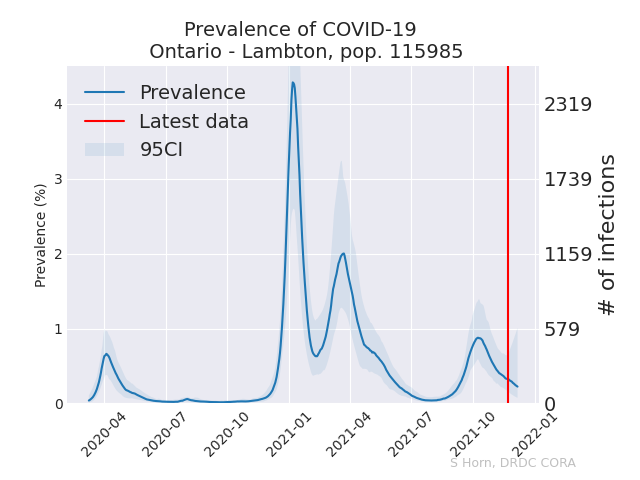 Prevalence of COVID-19
Ontario - Lambton, pop. 115985
Prevalence
Latest data
95CI
Prevalence (%)
4
3
2
1
0
2319
1739
1159
579
0
# of infections
2020-04
2020-07
2020-10
2021-01
2021-04
2021-07
2021-10
2022-01
S Horn, DRDC CORA